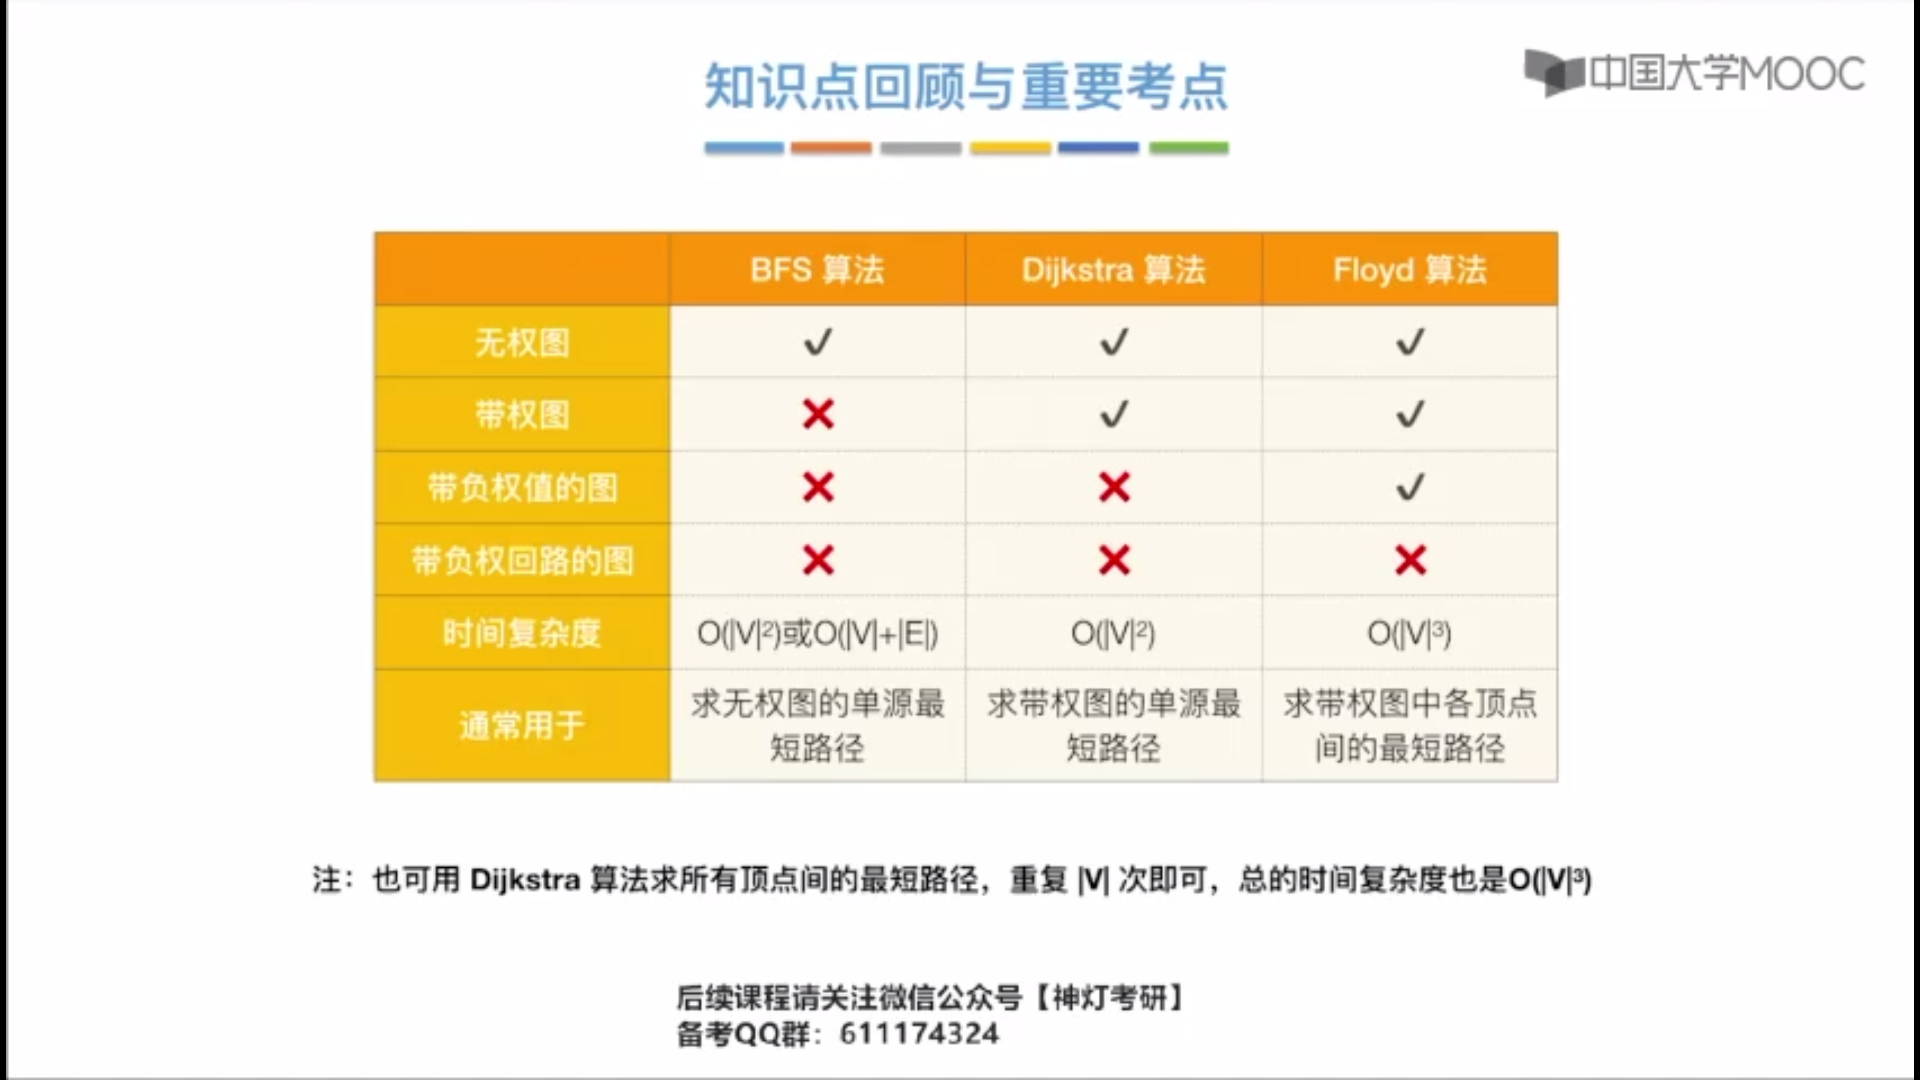 知识点回顾与重要考点
中国大学MOOC
BFS 算法 Dijkstra 算法 Floyd 算法
无权图 ✓ ✓ ✓
带权图 ✗ ✓ ✓
带负权值的图 ✗ ✗ ✓
带负权回路的图 ✗ ✗ ✗
时间复杂度 O(|V|²)或O(|V|+|E|) O(|V|²) O(|V|³)
通常用于 求无权图的单源最短路径 求带权图的单源最短路径 求带权图中各顶点间的最短路径
注：也可用 Dijkstra 算法求所有顶点间的最短路径，重复 |V| 次即可，总的时间复杂度也是O(|V|³)
后续课程请关注微信公众号【神灯考研】
备考QQ群：611174324